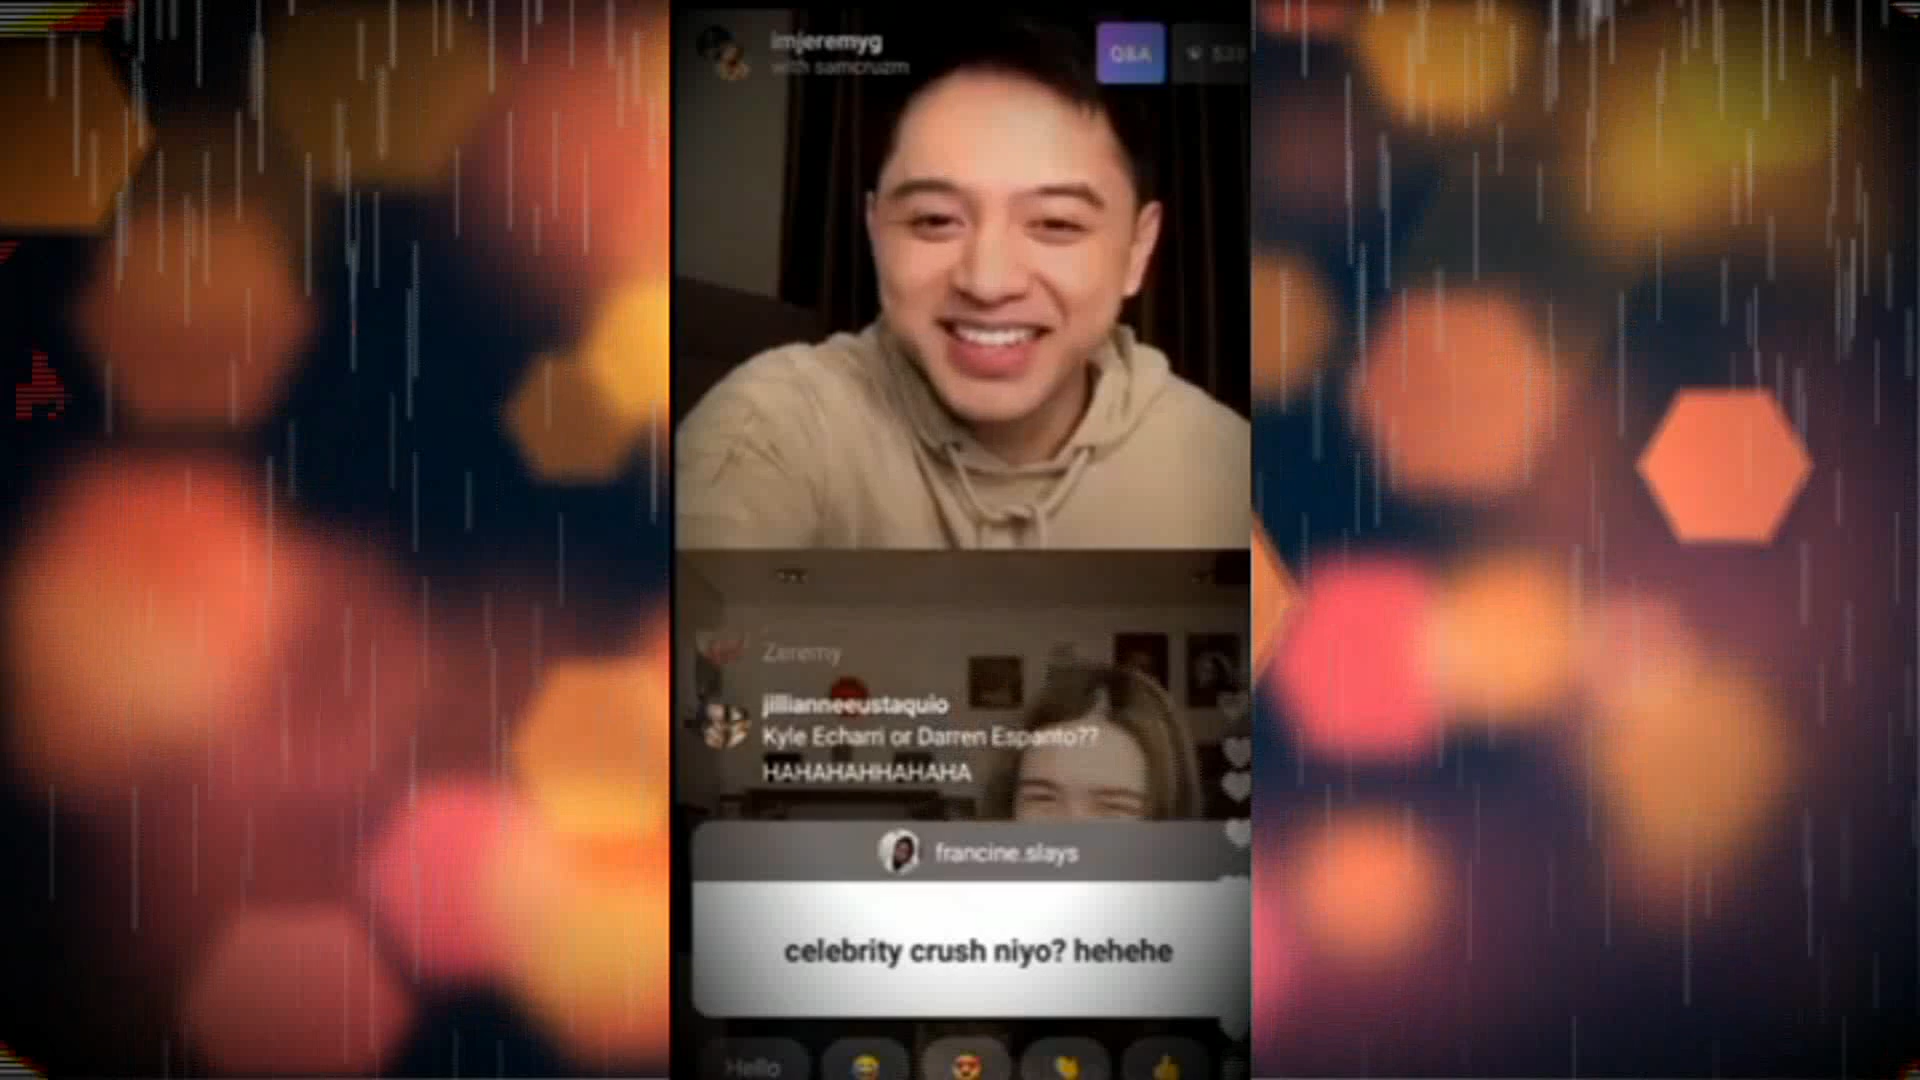 imjeremyg
with samcruzm
Q&A
Zeremy
jillianneeustaquio
Kyle Echarri or Darren Espanto??
HAHAHAHHAHAHA
francine.slays
celebrity crush niyo? hehehe
Hello